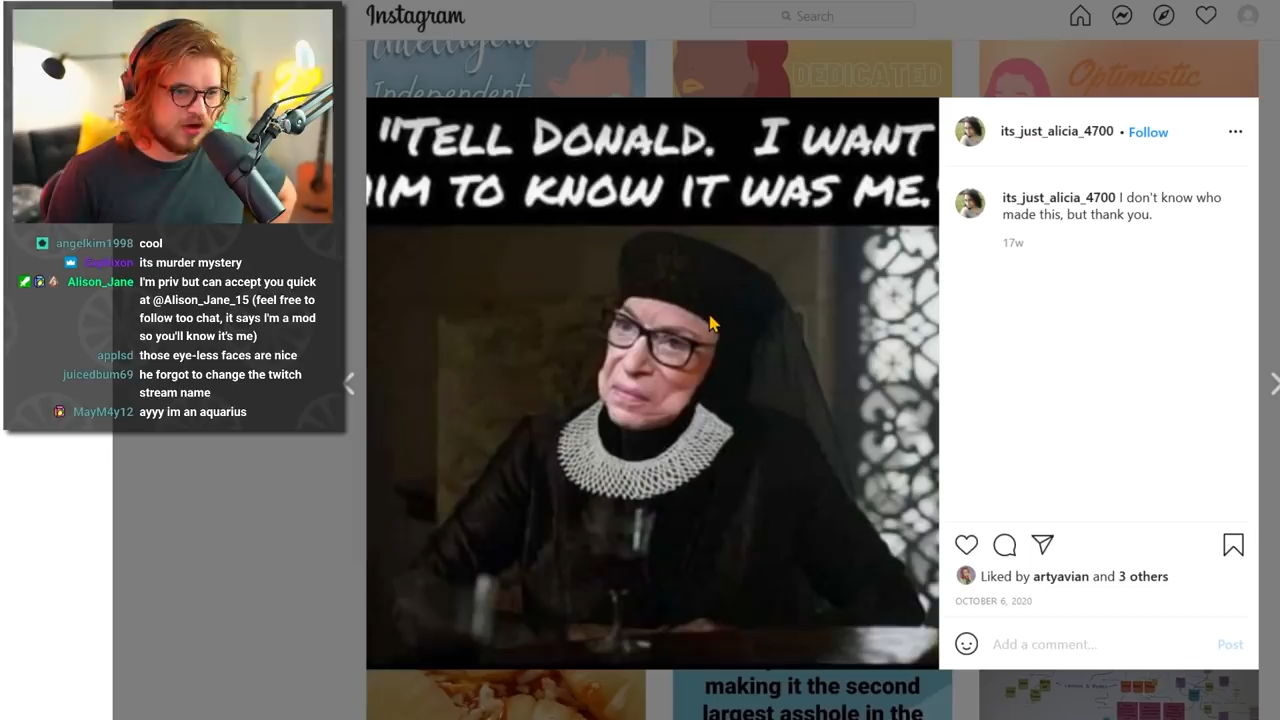 Instagram
Search
Intelligent
Independent
DEDICATED
Optimistic
"TELL DONALD. I WANT
HIM TO KNOW IT WAS ME."
its_just_alicia_4700 • Follow
its_just_alicia_4700 I don't know who
made this, but thank you.
17w
Liked by artyavian and 3 others
OCTOBER 6, 2020
Add a comment...
Post
angelkim1998 cool
its murder mystery
Alison_Jane I'm priv but can accept you quick
at @Alison_Jane_15 (feel free to
follow too chat, it says I'm a mod
so you'll know it's me)
applsd those eye-less faces are nice
juicedbum69 he forgot to change the twitch
stream name
MayM4y12 ayyy im an aquarius
making it the second
largest asshole in the